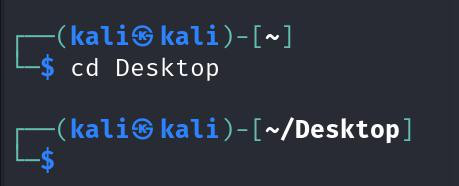 ┌──(kali㉿kali)-[~]
└─$ cd Desktop
┌──(kali㉿kali)-[~/Desktop]
└─$